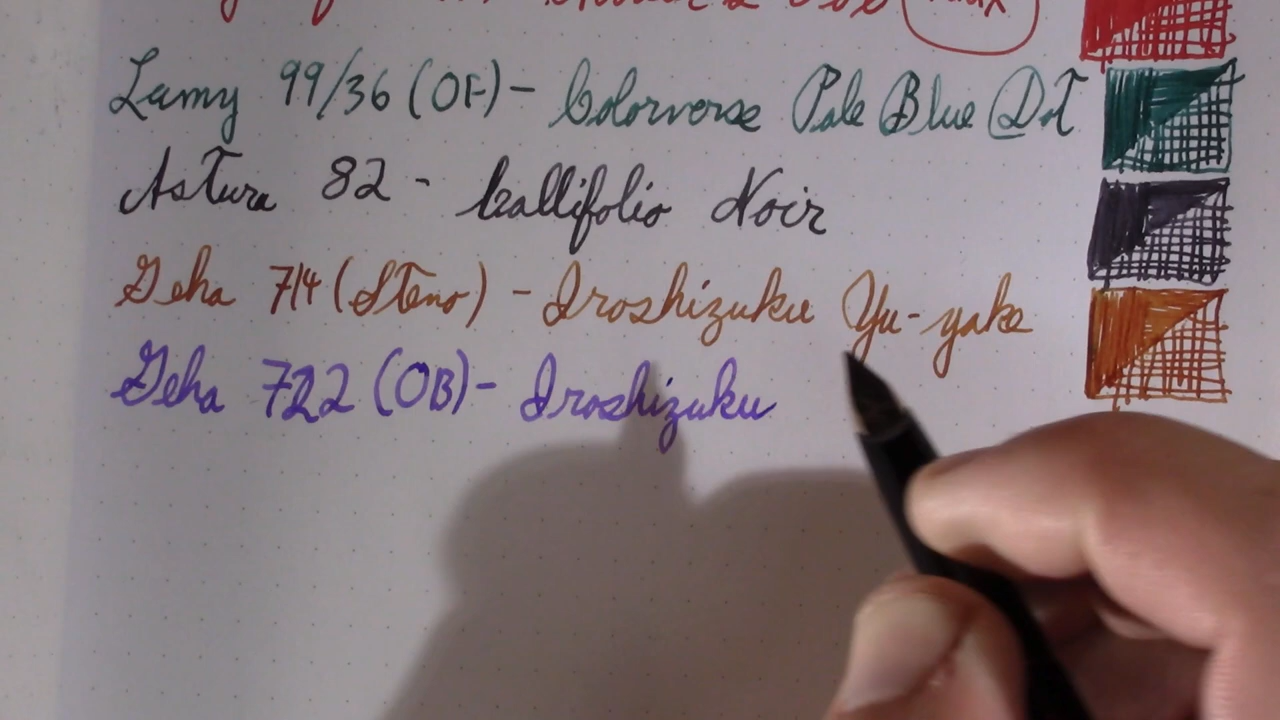 Lamy 99/36 (OF) - Colorverse Pale Blue Dot
Astura 82 - Callifolio Noir
Geha 714 (Steno) - Iroshizuku Yu-yake
Geha 722 (OB) - Iroshizuku